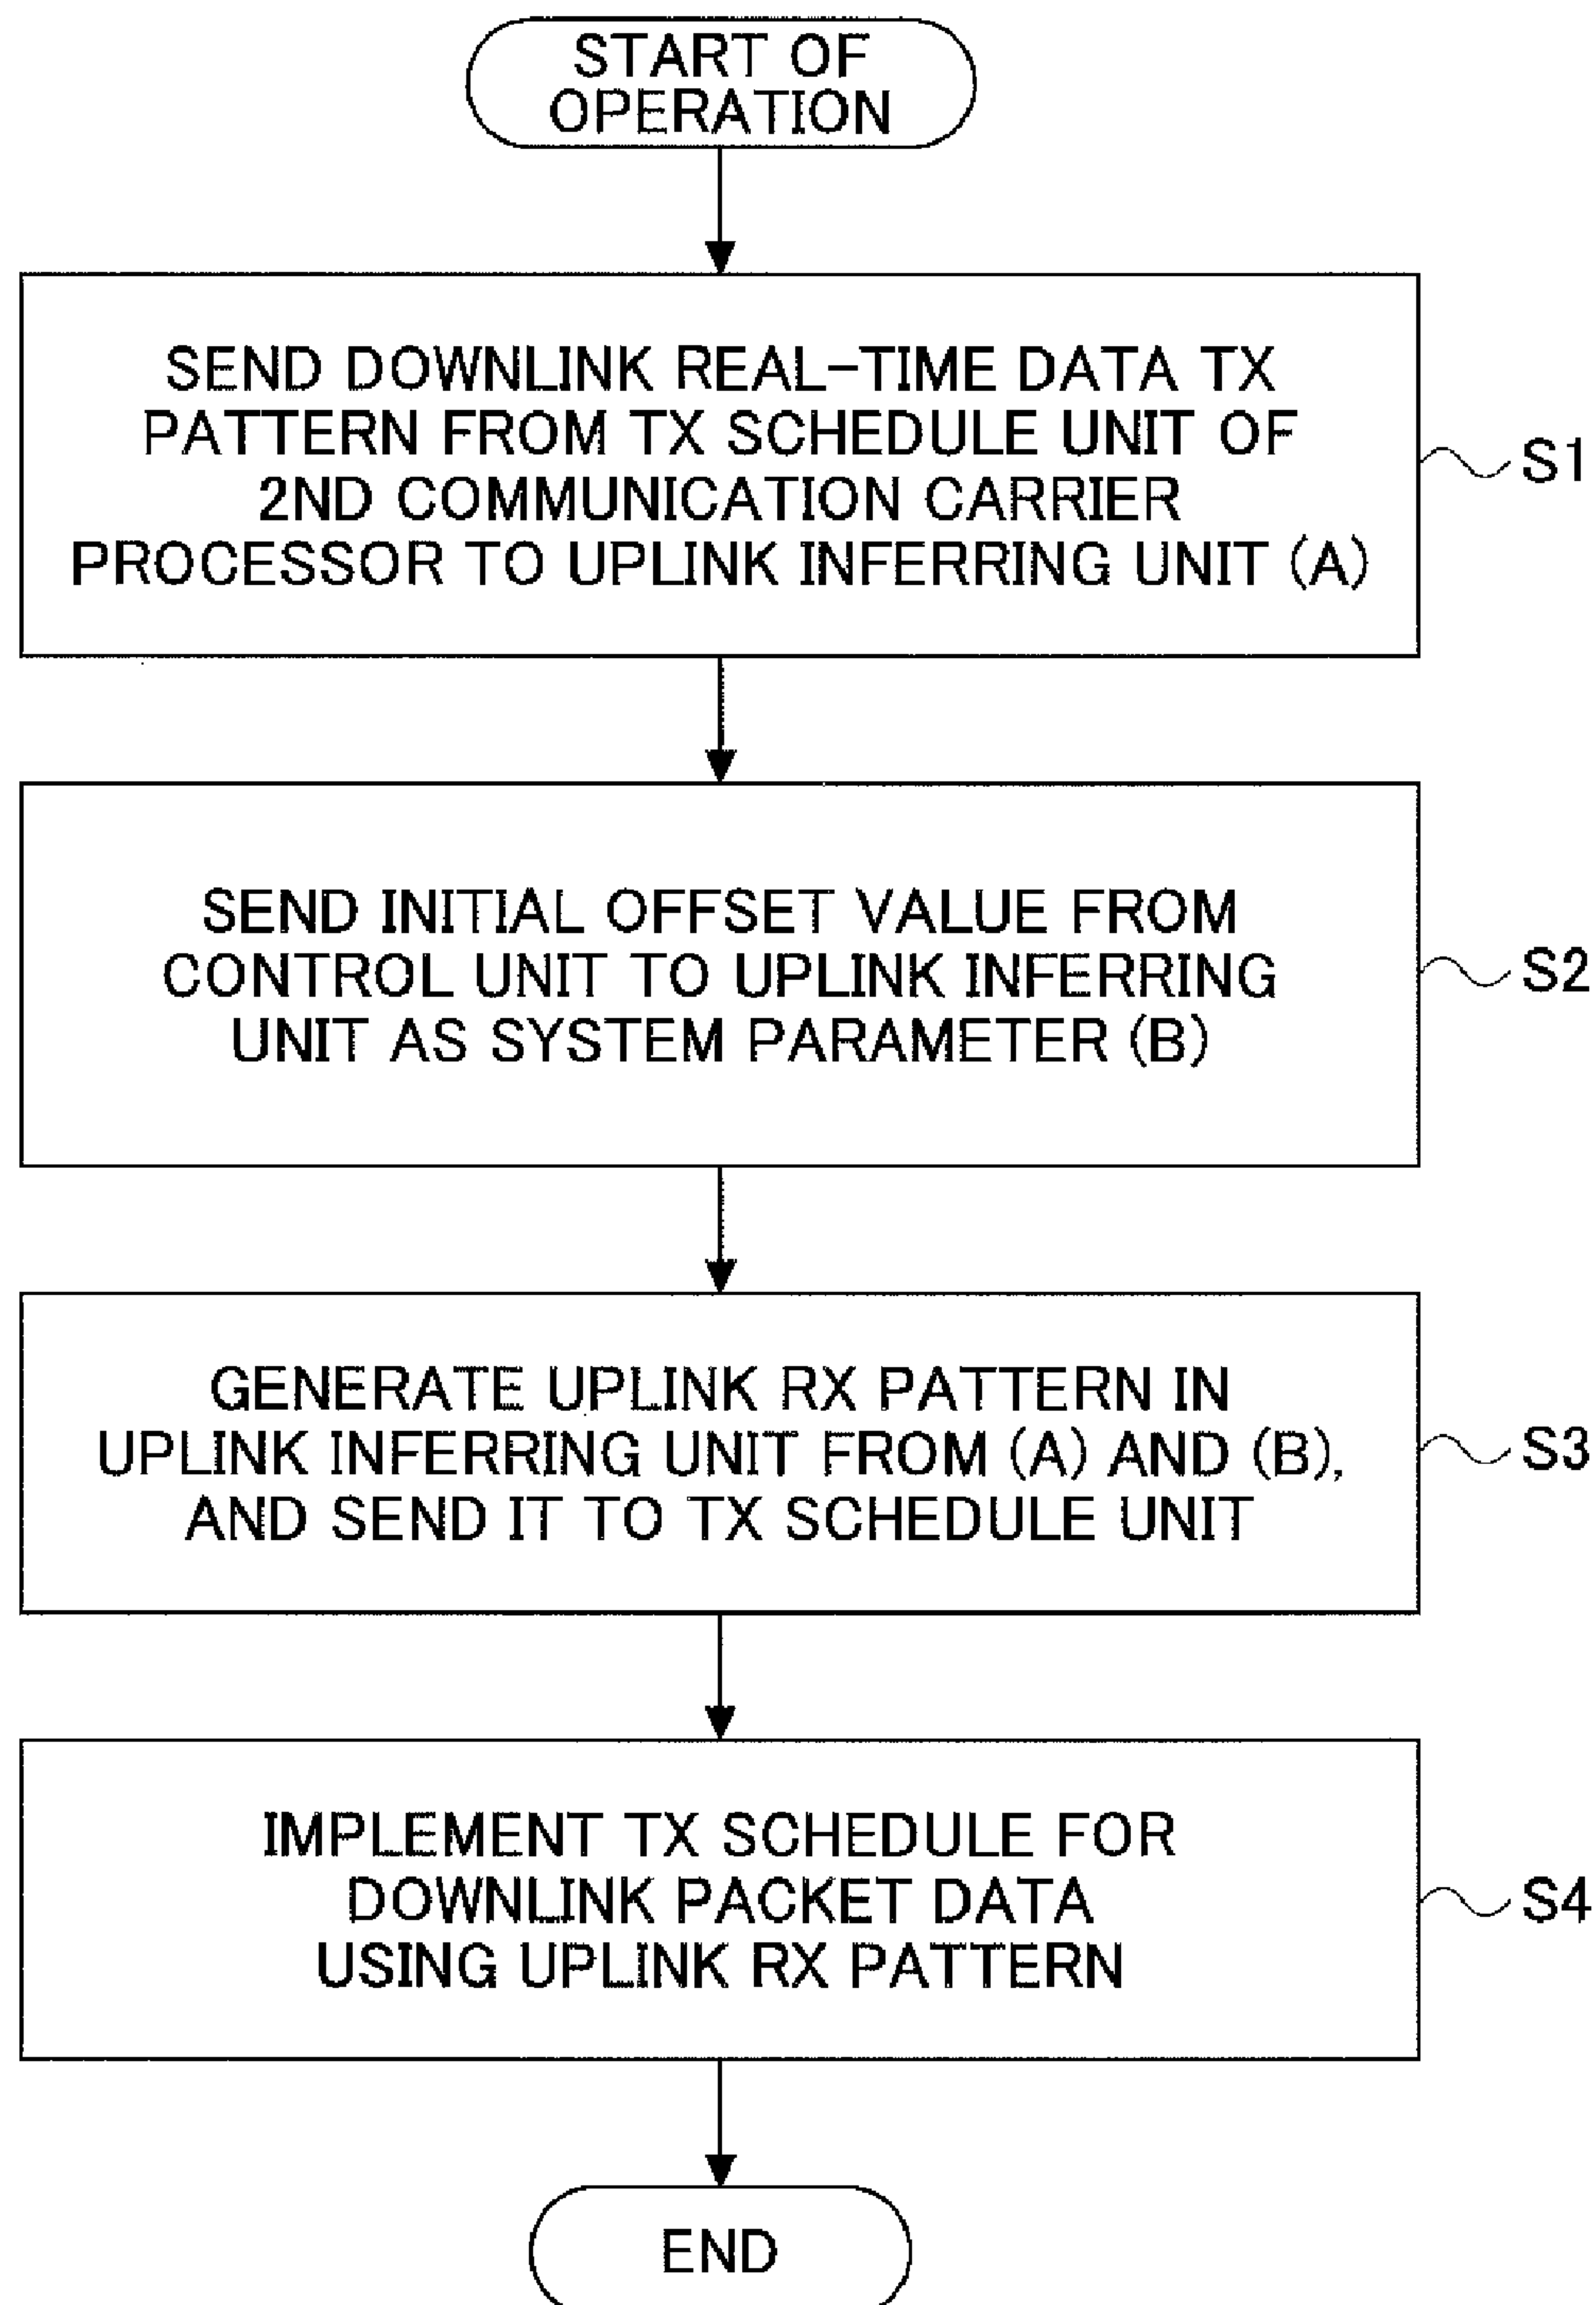 START OF
OPERATION
SEND DOWNLINK REAL-TIME DATA TX
PATTERN FROM TX SCHEDULE UNIT OF
2ND COMMUNICATION CARRIER
PROCESSOR TO UPLINK INFERRING UNIT (A)
S1
SEND INITIAL OFFSET VALUE FROM
CONTROL UNIT TO UPLINK INFERRING
UNIT AS SYSTEM PARAMETER (B)
S2
GENERATE UPLINK RX PATTERN IN
UPLINK INFERRING UNIT FROM (A) AND (B),
AND SEND IT TO TX SCHEDULE UNIT
S3
IMPLEMENT TX SCHEDULE FOR
DOWNLINK PACKET DATA
USING UPLINK RX PATTERN
S4
END